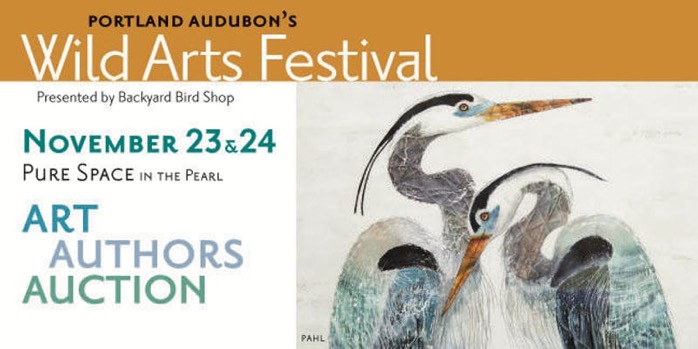 PORTLAND AUDUBON'S
Wild Arts Festival
Presented by Backyard Bird Shop
NOVEMBER 23 & 24
PURE SPACE IN THE PEARL
ART
AUTHORS
AUCTION
PAHL